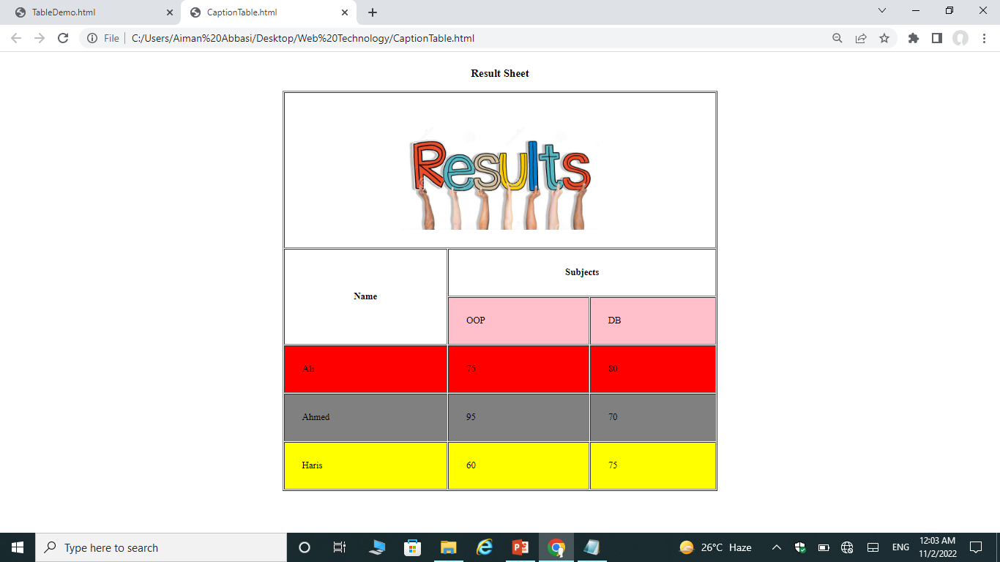 TableDemo.html
CaptionTable.html
File
C:/Users/Aiman%20Abbasi/Desktop/Web%20Technology/CaptionTable.html
Result Sheet
Results
Name
Subjects
OOP
DB
Ali
75
80
Ahmed
95
70
Haris
60
75
Type here to search
26°C Haze
ENG
12:03 AM
11/2/2022